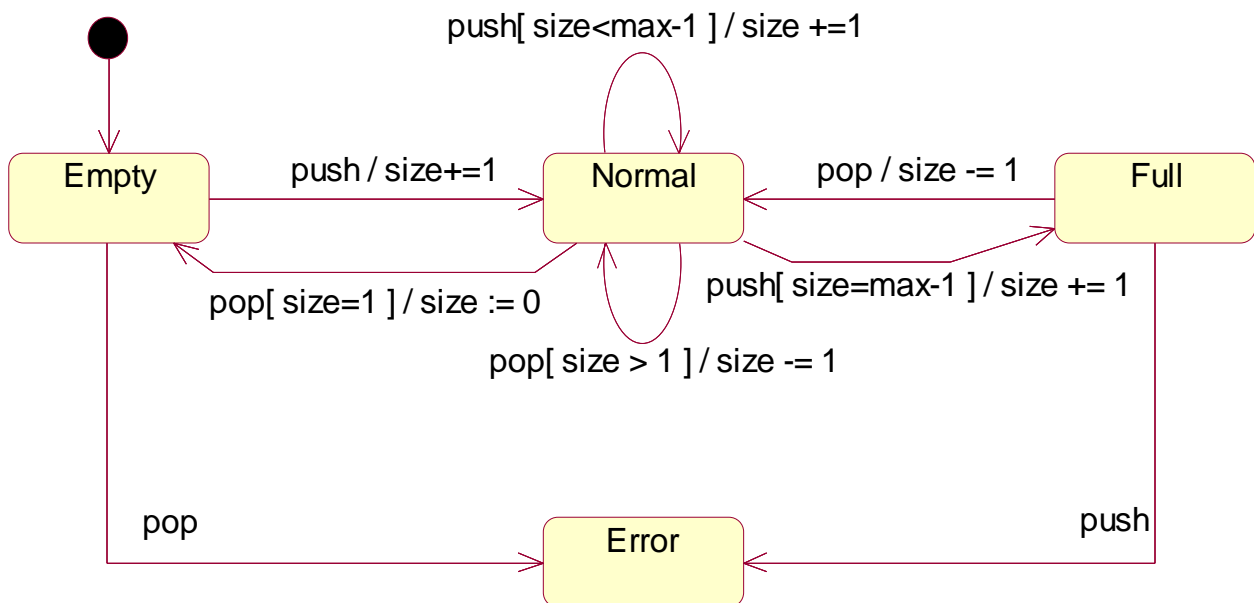 push[ size<max-1 ] / size +=1
Empty
push / size+=1
Normal
pop / size -= 1
Full
pop[ size=1 ] / size := 0
push[ size=max-1 ] / size += 1
pop[ size > 1 ] / size -= 1
pop
push
Error